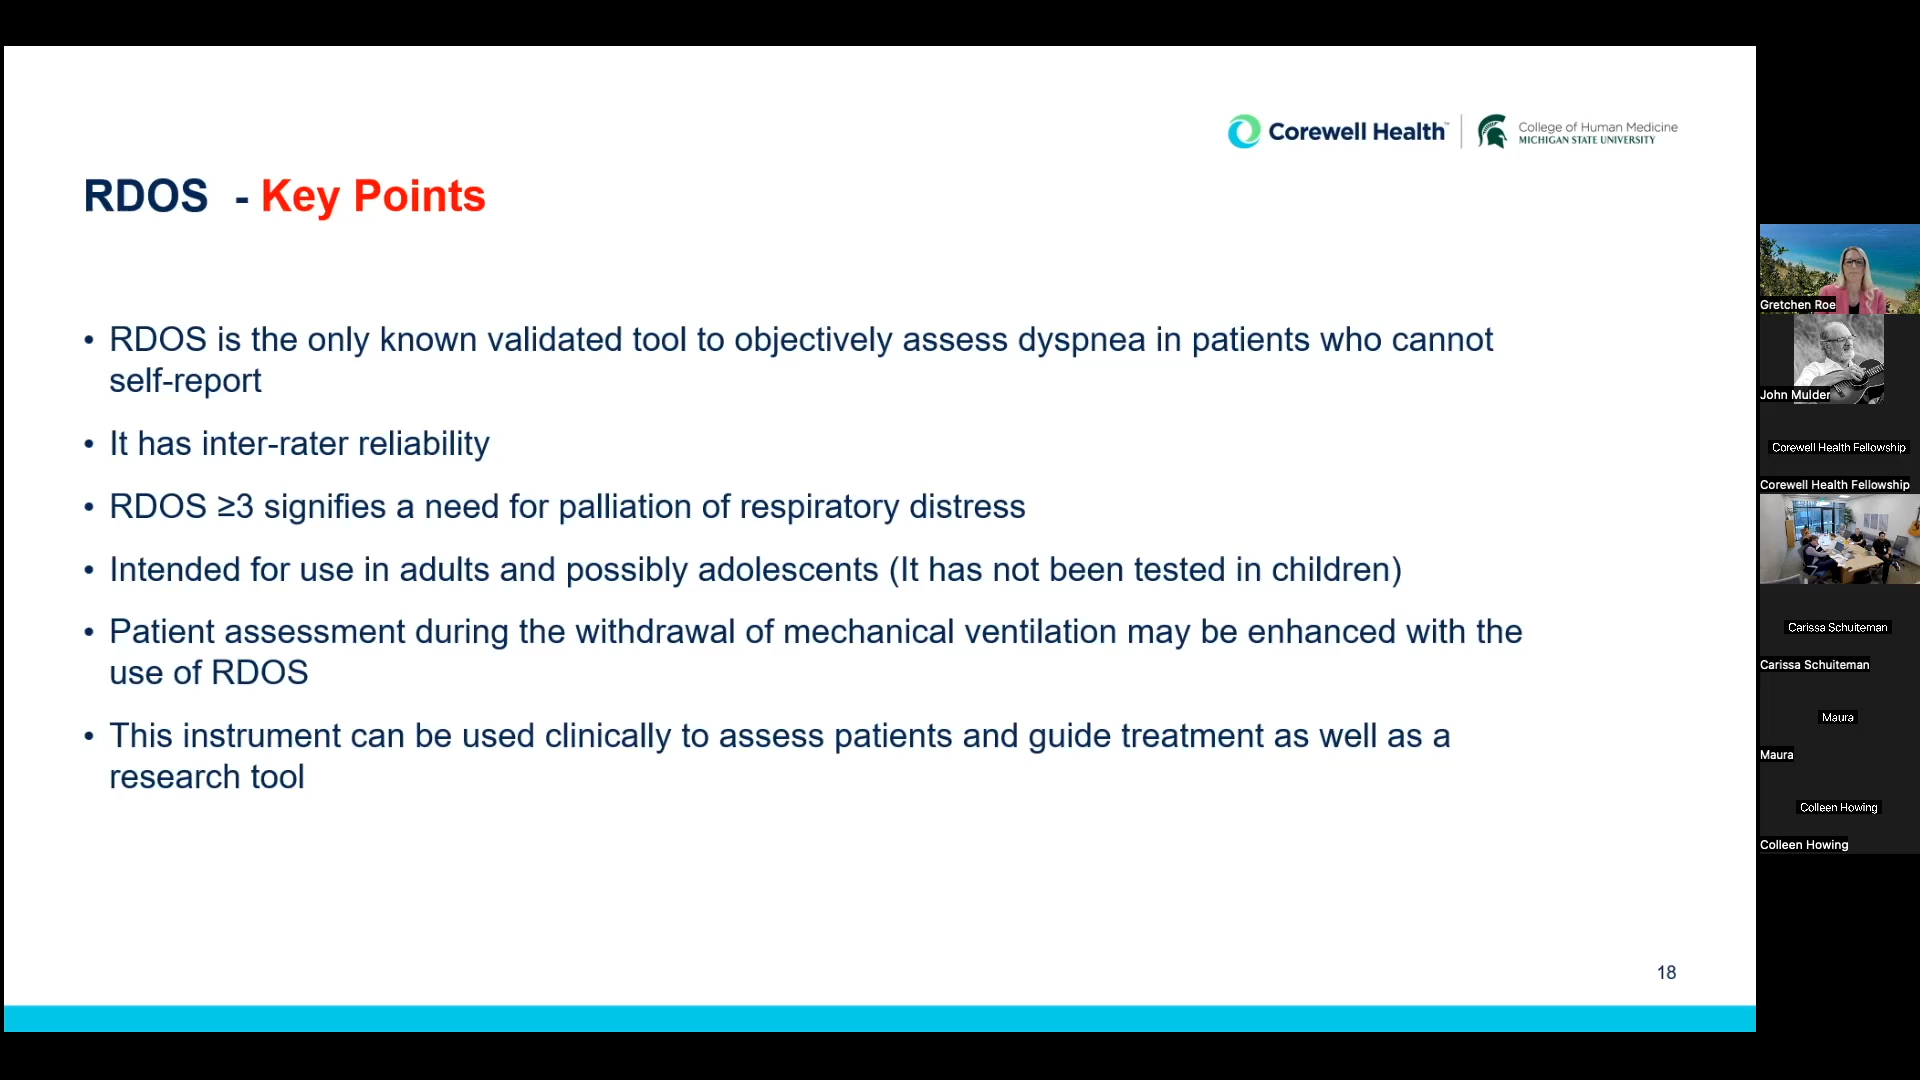 Corewell Health™
College of Human Medicine
MICHIGAN STATE UNIVERSITY
RDOS - Key Points
• RDOS is the only known validated tool to objectively assess dyspnea in patients who cannot
self-report
• It has inter-rater reliability
• RDOS ≥3 signifies a need for palliation of respiratory distress
• Intended for use in adults and possibly adolescents (It has not been tested in children)
• Patient assessment during the withdrawal of mechanical ventilation may be enhanced with the
use of RDOS
• This instrument can be used clinically to assess patients and guide treatment as well as a
research tool
18
Gretchen Roe
John Mulder
Corewell Health Fellowship
Corewell Health Fellowship
Carissa Schuiteman
Carissa Schuiteman
Maura
Maura
Colleen Howing
Colleen Howing